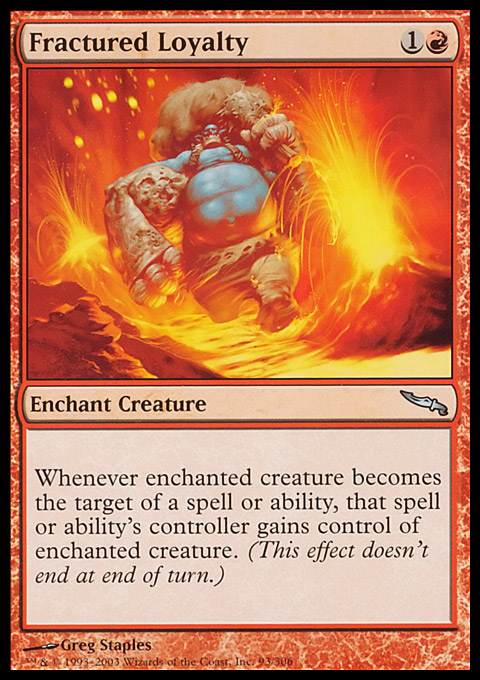 Fractured Loyalty 1
Enchant Creature
Whenever enchanted creature becomes
the target of a spell or ability, that spell
or ability's controller gains control of
enchanted creature. (This effect doesn't
end at end of turn.)
Greg Staples
™ & © 1993–2003 Wizards of the Coast, Inc. 93/306